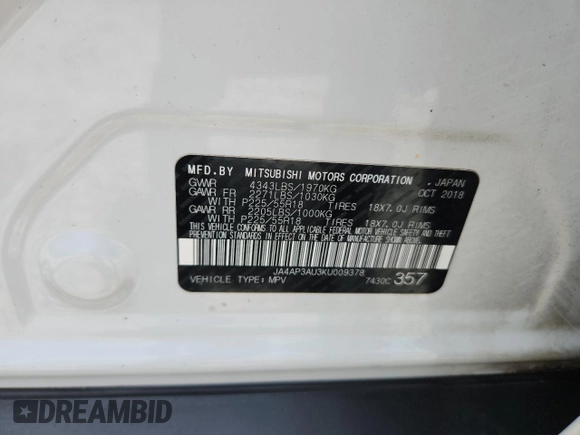 MFD.BY MITSUBISHI MOTORS CORPORATION . JAPAN
GVWR 4343LBS/1970KG OCT 2018
GAWR FR 2271LBS/1030KG
WITH P225/55R18 TIRES 18X7.0J RIMS
GAWR RR 2205LBS/1000KG
WITH P225/55R18 TIRES 18X7.0J RIMS
THIS VEHICLE CONFORMS TO ALL APPLICABLE FEDERAL MOTOR VEHICLE SAFETY AND THEFT
PREVENTION STANDARDS IN EFFECT ON THE DATE OF MANUFACTURE SHOWN ABOVE.
JA4AP3AU3KU009378
VEHICLE TYPE: MPV 7430C 357
DREAMBID